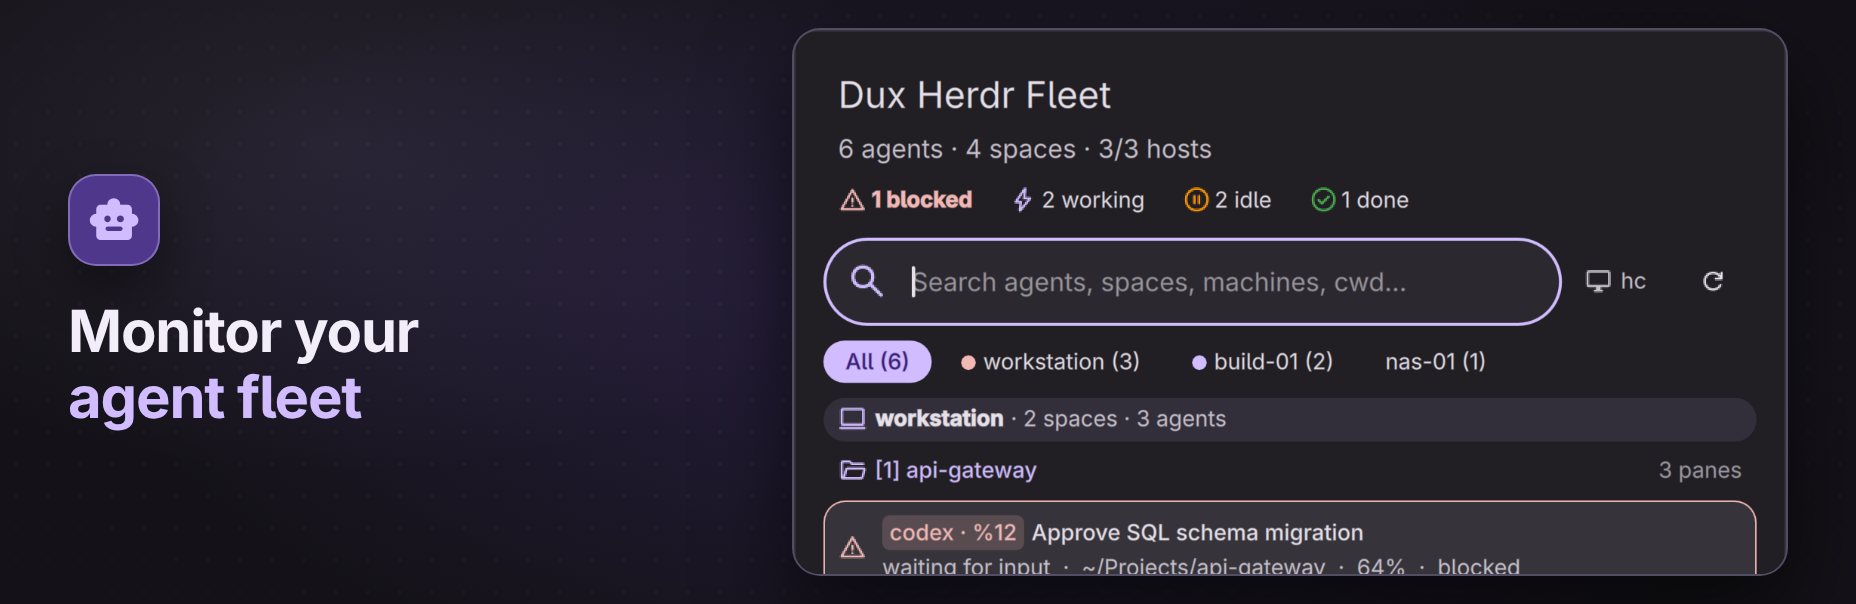 Monitor your
agent fleet
Dux Herdr Fleet
6 agents · 4 spaces · 3/3 hosts
1 blocked 2 working 2 idle 1 done
Search agents, spaces, machines, cwd... hc
All (6) workstation (3) build-01 (2) nas-01 (1)
workstation · 2 spaces · 3 agents
[1] api-gateway 3 panes
codex · %12 Approve SQL schema migration
waiting for input · ~/Projects/api-gateway · 64% · blocked